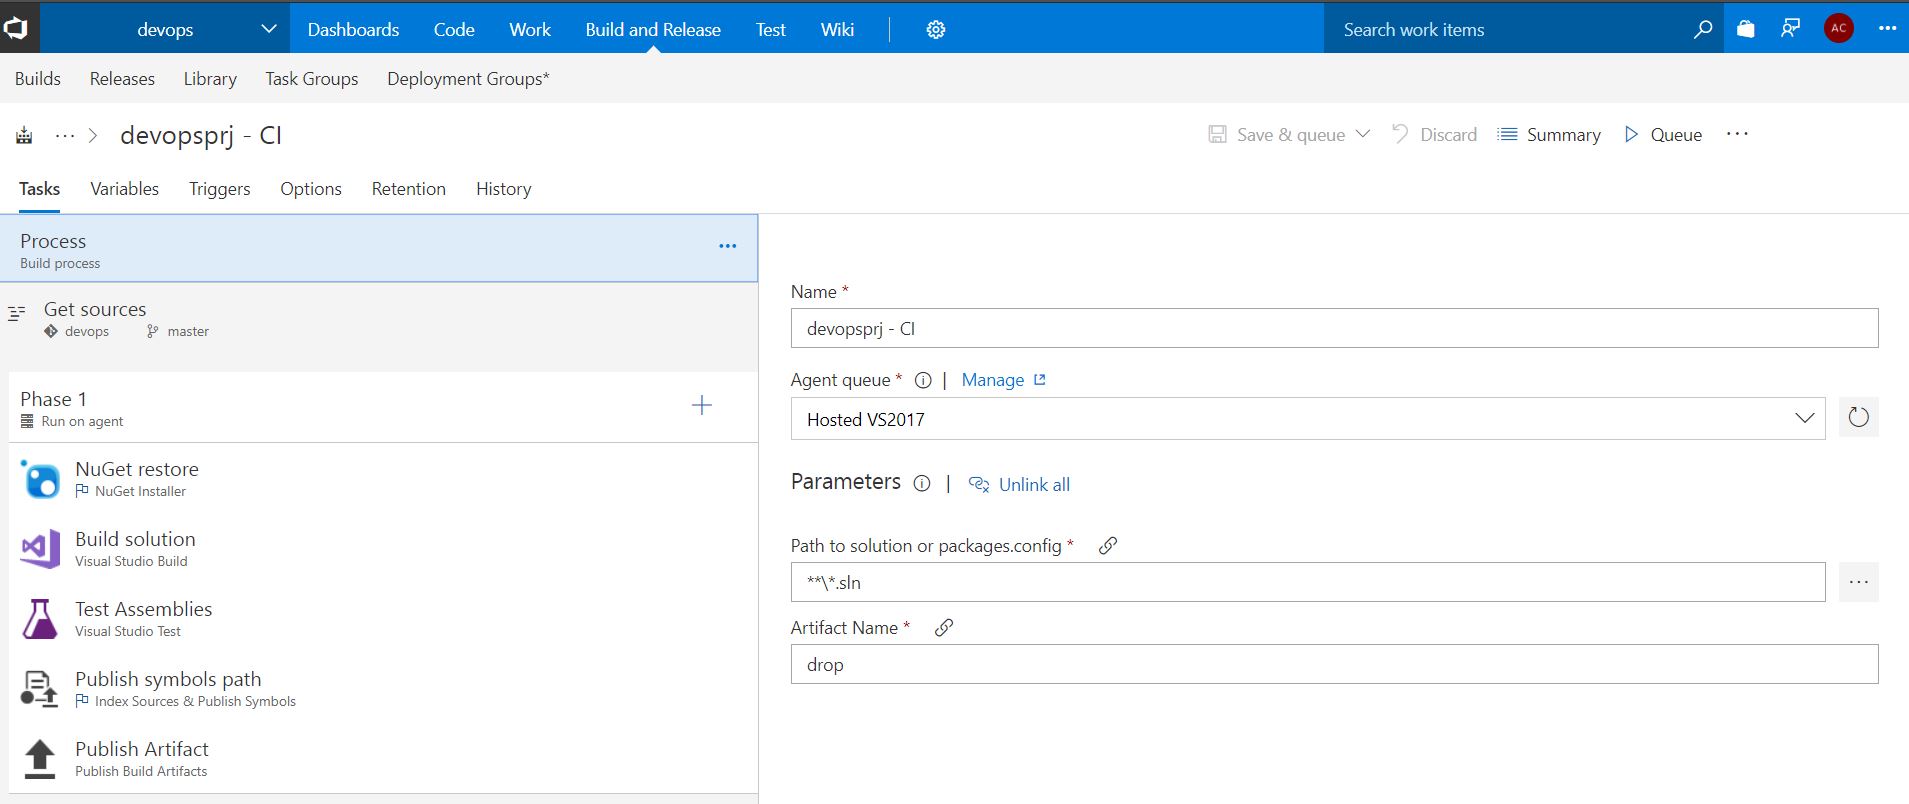 devops Dashboards Code Work Build and Release Test Wiki Search work items AC
Builds Releases Library Task Groups Deployment Groups*
devopsprj - CI Save & queue Discard Summary Queue
Tasks Variables Triggers Options Retention History
Process
Build process
Get sources
devops master
Phase 1
Run on agent
NuGet restore
NuGet Installer
Build solution
Visual Studio Build
Test Assemblies
Visual Studio Test
Publish symbols path
Index Sources & Publish Symbols
Publish Artifact
Publish Build Artifacts
Name *
devopsprj - CI
Agent queue * | Manage
Hosted VS2017
Parameters | Unlink all
Path to solution or packages.config *
**\*.sln
Artifact Name *
drop